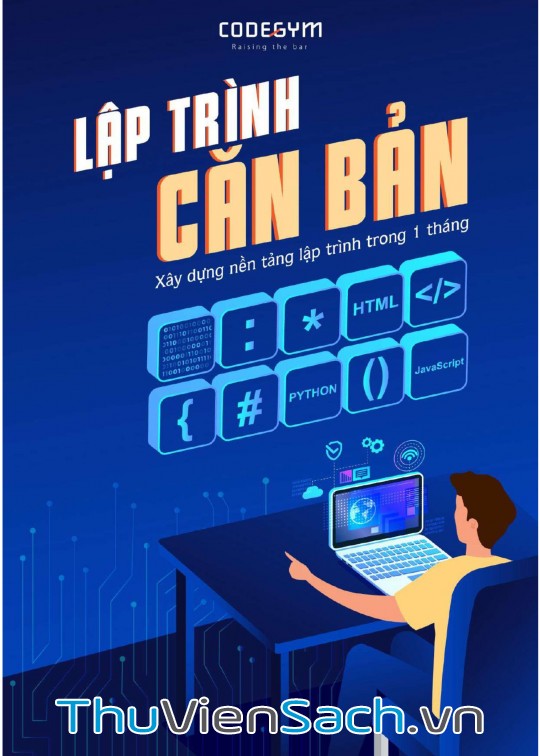 CODEGYM
Raising the bar
LẬP TRÌNH
CĂN BẢN
Xây dựng nền tảng lập trình trong 1 tháng
: * HTML </>
{ # PYTHON () JavaScript
ThuVienSach.vn